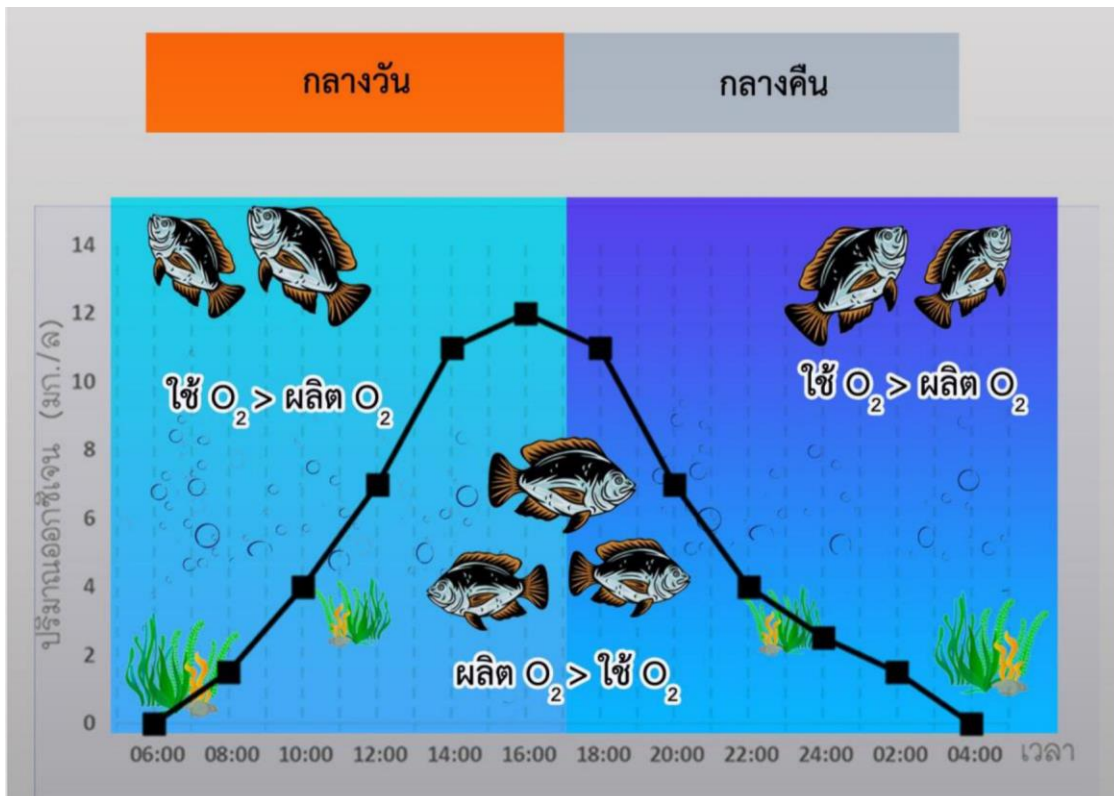 กลางวัน
กลางคืน
ปริมาณออกซิเจน (มก./ล)
14
12
10
8
6
4
2
0
ใช้ O₂ > ผลิต O₂
ใช้ O₂ > ผลิต O₂
ผลิต O₂ > ใช้ O₂
06:00 08:00 10:00 12:00 14:00 16:00 18:00 20:00 22:00 24:00 02:00 04:00 เวลา